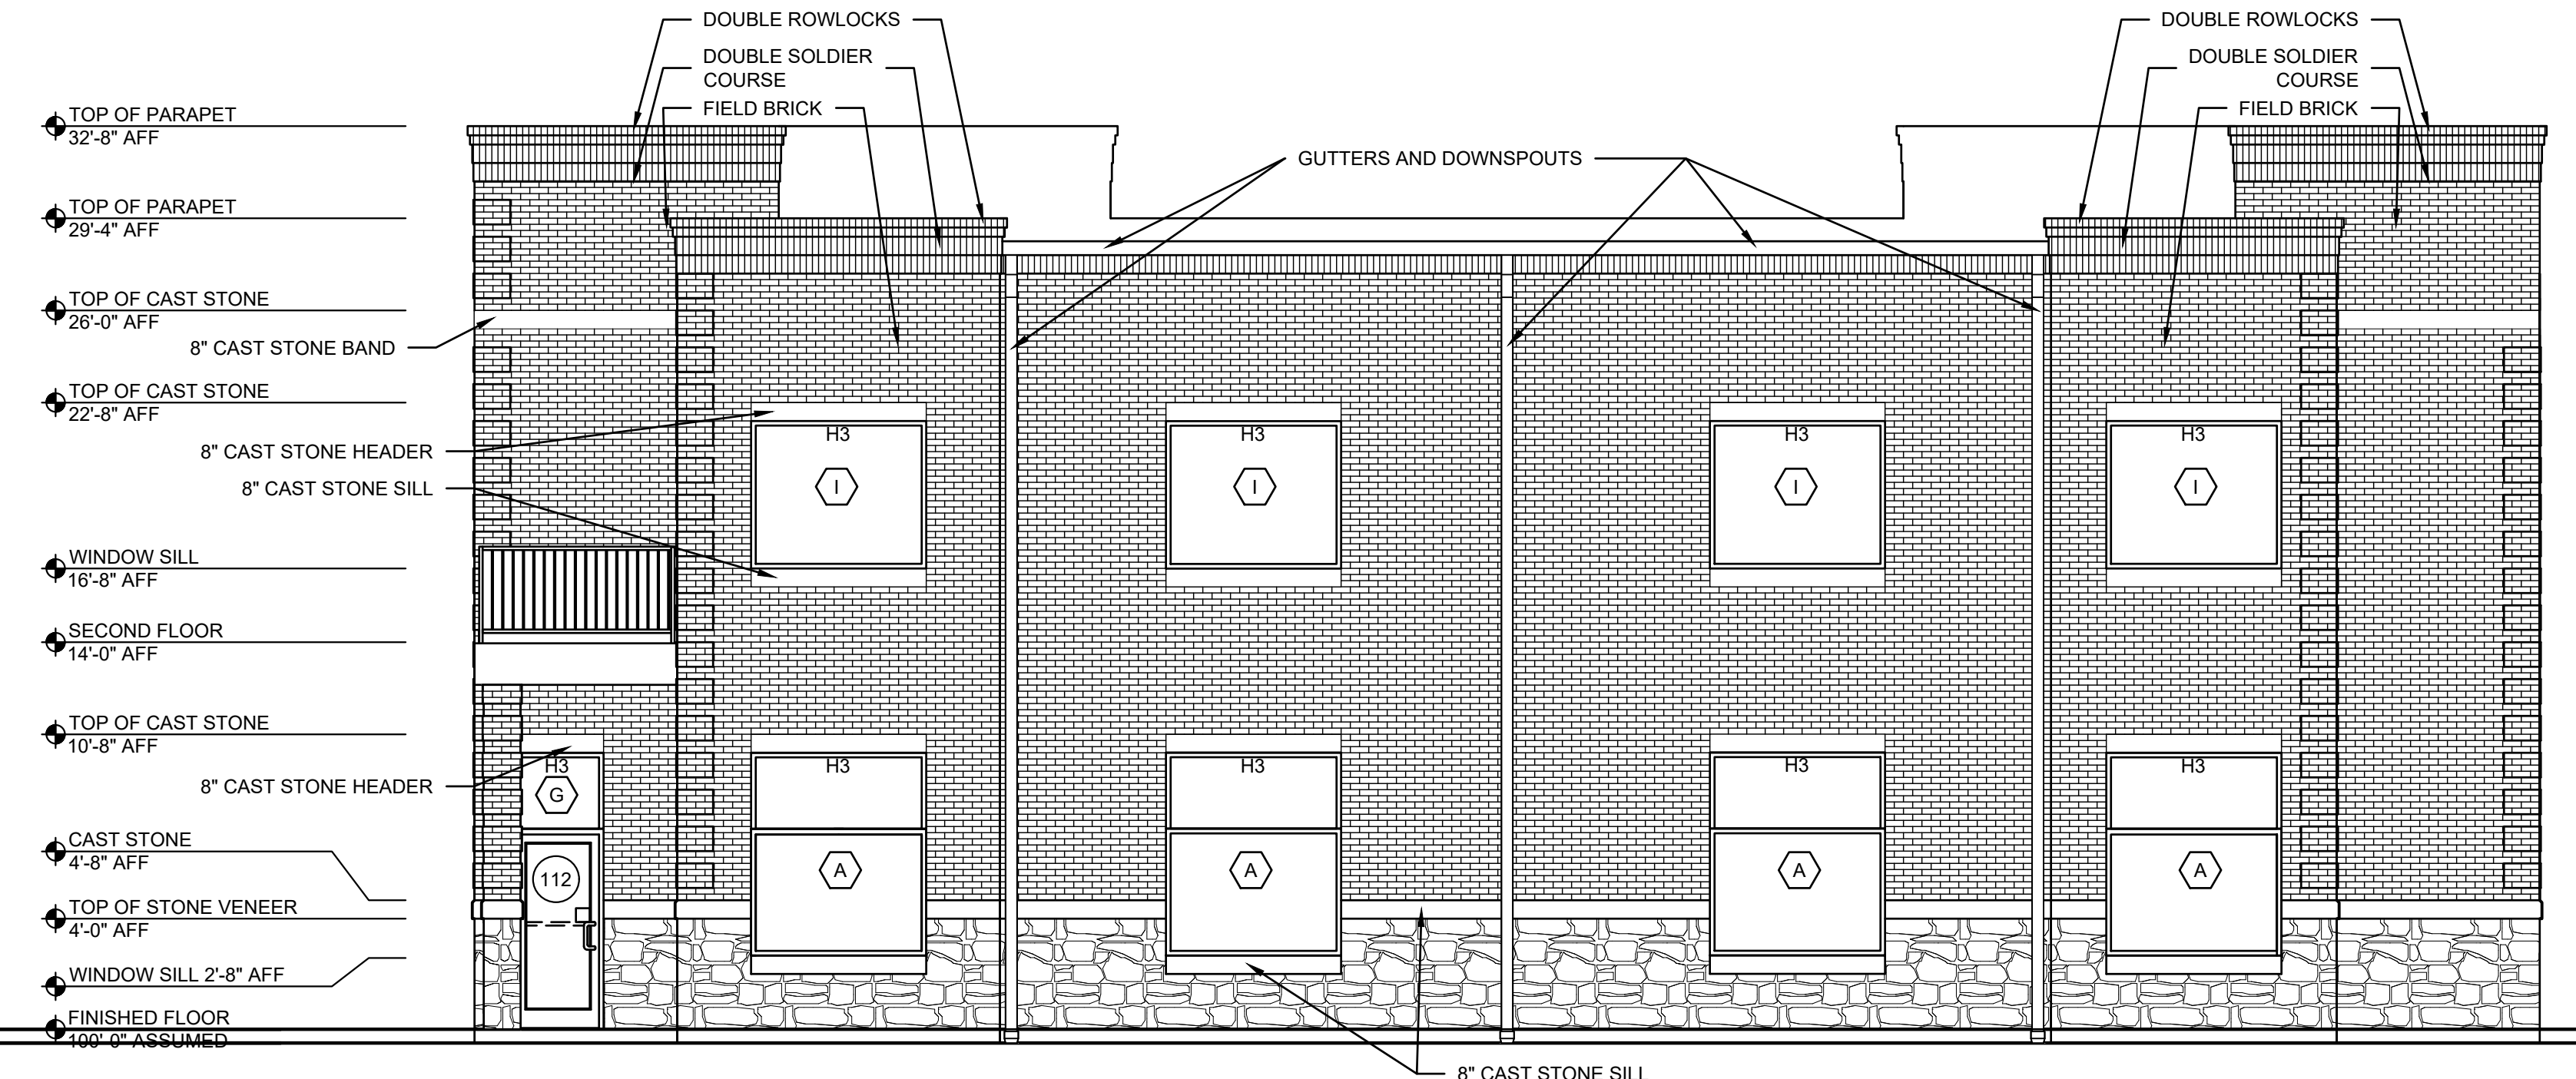 DOUBLE ROWLOCKS
DOUBLE ROWLOCKS
DOUBLE SOLDIER
COURSE
DOUBLE SOLDIER
COURSE
FIELD BRICK
FIELD BRICK
TOP OF PARAPET
32'-8" AFF
GUTTERS AND DOWNSPOUTS
TOP OF PARAPET
29'-4" AFF
TOP OF CAST STONE
26'-0" AFF
8" CAST STONE BAND
TOP OF CAST STONE
22'-8" AFF
H3
H3
H3
H3
8" CAST STONE HEADER
8" CAST STONE SILL
I
I
I
I
WINDOW SILL
16'-8" AFF
SECOND FLOOR
14'-0" AFF
TOP OF CAST STONE
10'-8" AFF
H3
H3
H3
H3
H3
8" CAST STONE HEADER
G
CAST STONE
4'-8" AFF
112
A
A
A
A
TOP OF STONE VENEER
4'-0" AFF
WINDOW SILL 2'-8" AFF
FINISHED FLOOR
100'-0" ASSUMED
8" CAST STONE SILL